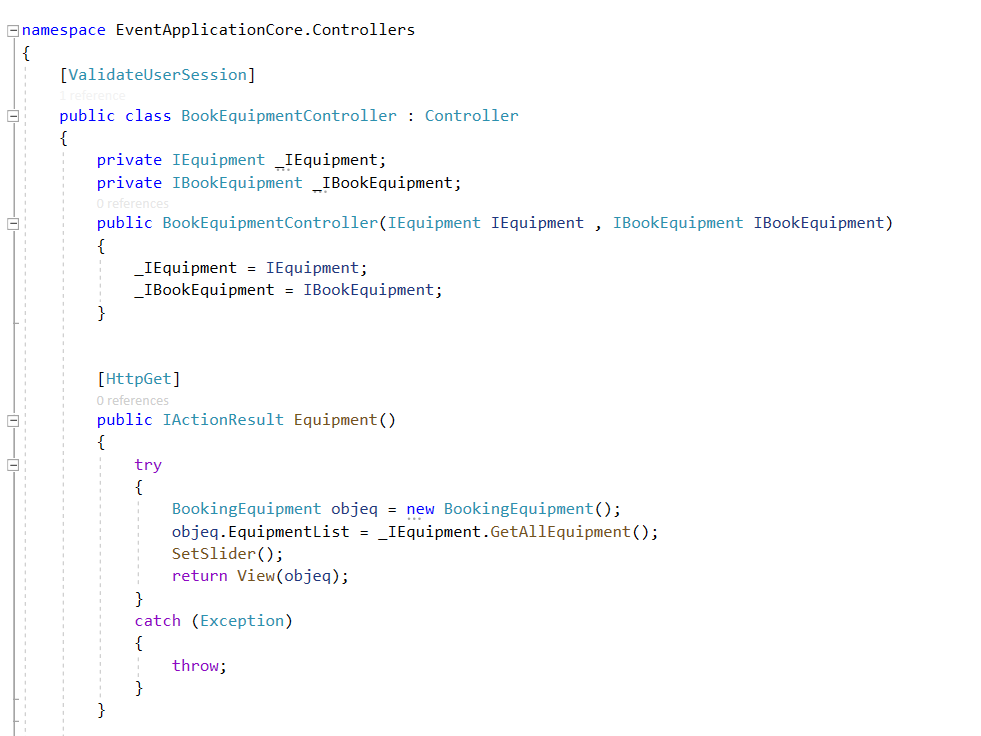 namespace EventApplicationCore.Controllers
{
[ValidateUserSession]
1 reference
public class BookEquipmentController : Controller
{
private IEquipment _IEquipment;
private IBookEquipment _IBookEquipment;
0 references
public BookEquipmentController(IEquipment IEquipment , IBookEquipment IBookEquipment)
{
_IEquipment = IEquipment;
_IBookEquipment = IBookEquipment;
}
[HttpGet]
0 references
public IActionResult Equipment()
{
try
{
BookingEquipment objeq = new BookingEquipment();
objeq.EquipmentList = _IEquipment.GetAllEquipment();
SetSlider();
return View(objeq);
}
catch (Exception)
{
throw;
}
}